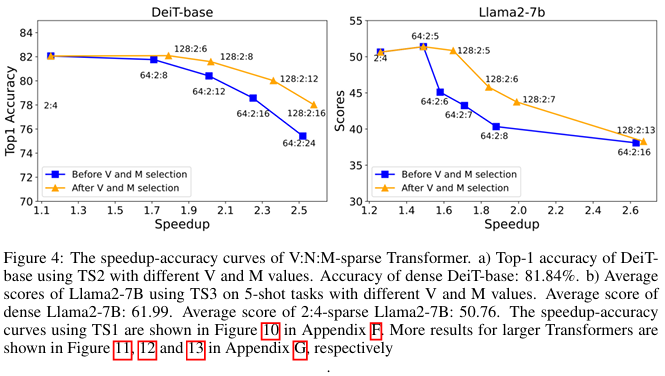 DeiT-base
Llama2-7b
84
82
80
78
76
74
72
70
Top1 Accuracy
2:4
64:2:8
64:2:12
64:2:16
64:2:24
128:2:6
128:2:8
128:2:12
128:2:16
Before V and M selection
After V and M selection
1.1 1.3 1.5 1.7 1.9 2.1 2.3 2.5
Speedup
55
50
45
40
35
30
Scores
2:4
64:2:5
128:2:5
64:2:6
128:2:6
64:2:7
128:2:7
64:2:8
128:2:13
64:2:16
Before V and M selection
After V and M selection
1.2 1.4 1.6 1.8 2.0 2.2 2.4 2.6
Speedup
Figure 4: The speedup-accuracy curves of V:N:M-sparse Transformer. a) Top-1 accuracy of DeiT-
base using TS2 with different V and M values. Accuracy of dense DeiT-base: 81.84%. b) Average
scores of Llama2-7B using TS3 on 5-shot tasks with different V and M values. Average score of
dense Llama2-7B: 61.99. Average score of 2:4-sparse Llama2-7B: 50.76. The speedup-accuracy
curves using TS1 are shown in Figure 10 in Appendix F. More results for larger Transformers are
shown in Figure 11, 12 and 13 in Appendix G, respectively